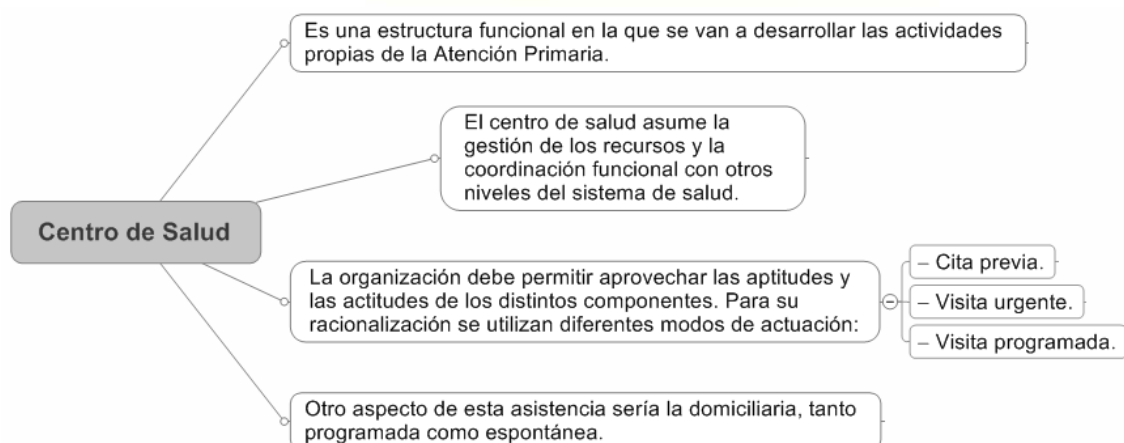 Es una estructura funcional en la que se van a desarrollar las actividades
propias de la Atención Primaria.
El centro de salud asume la
gestión de los recursos y la
coordinación funcional con otros
niveles del sistema de salud.
Centro de Salud
La organización debe permitir aprovechar las aptitudes y
las actitudes de los distintos componentes. Para su
racionalización se utilizan diferentes modos de actuación:
– Cita previa.
– Visita urgente.
– Visita programada.
Otro aspecto de esta asistencia sería la domiciliaria, tanto
programada como espontánea.